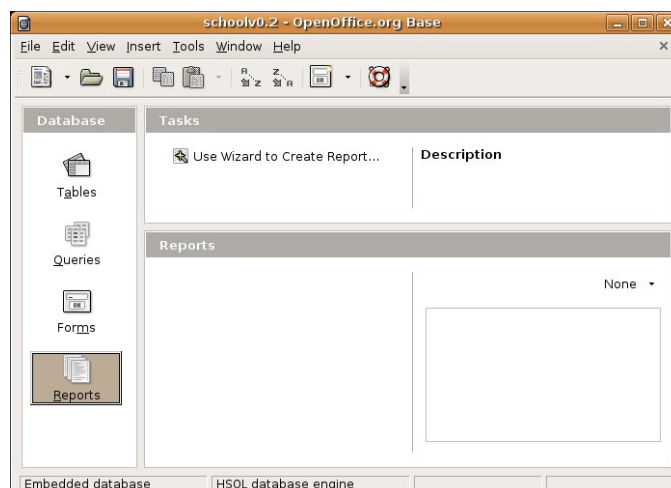 schoolv0.2 - OpenOffice.org Base
File Edit View Insert Tools Window Help
Database
Tables
Queries
Forms
Reports
Tasks
Use Wizard to Create Report...
Description
Reports
None
Embedded database
HSQL database engine